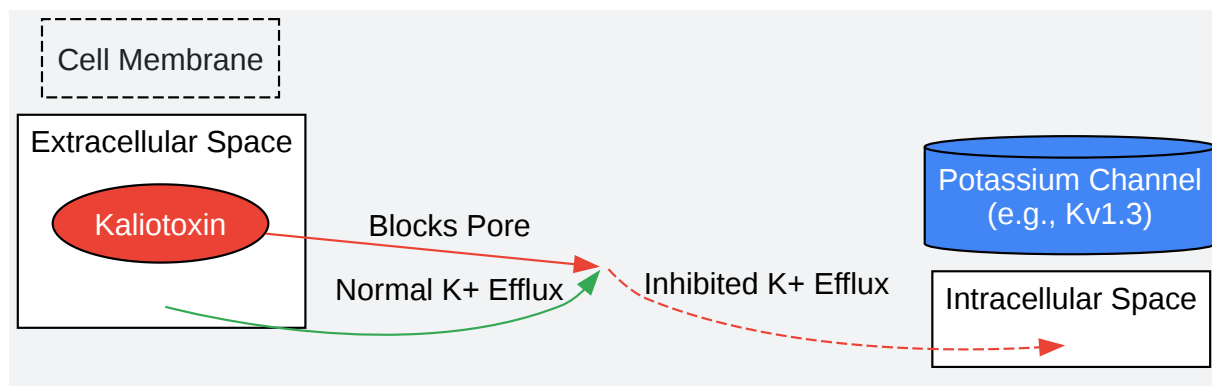 Cell Membrane
Extracellular Space
Kaliotoxin
Blocks Pore
Normal K+ Efflux
Inhibited K+ Efflux
Potassium Channel
(e.g., Kv1.3)
Intracellular Space